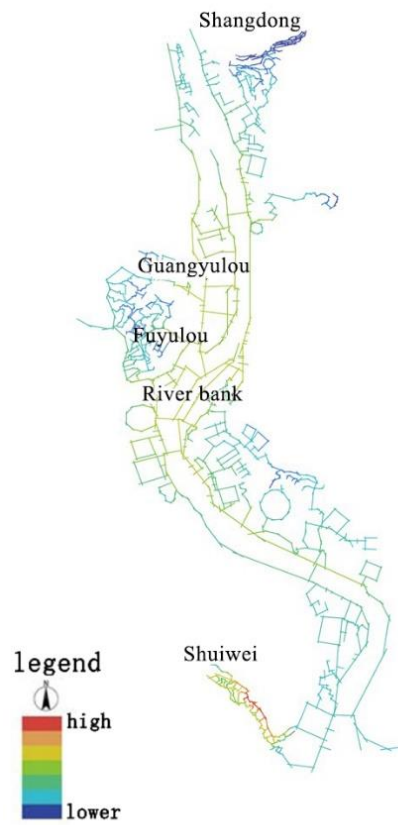 Shangdong
Guangyulou
Fuyulou
River bank
Shuiwei
legend
N
high
lower